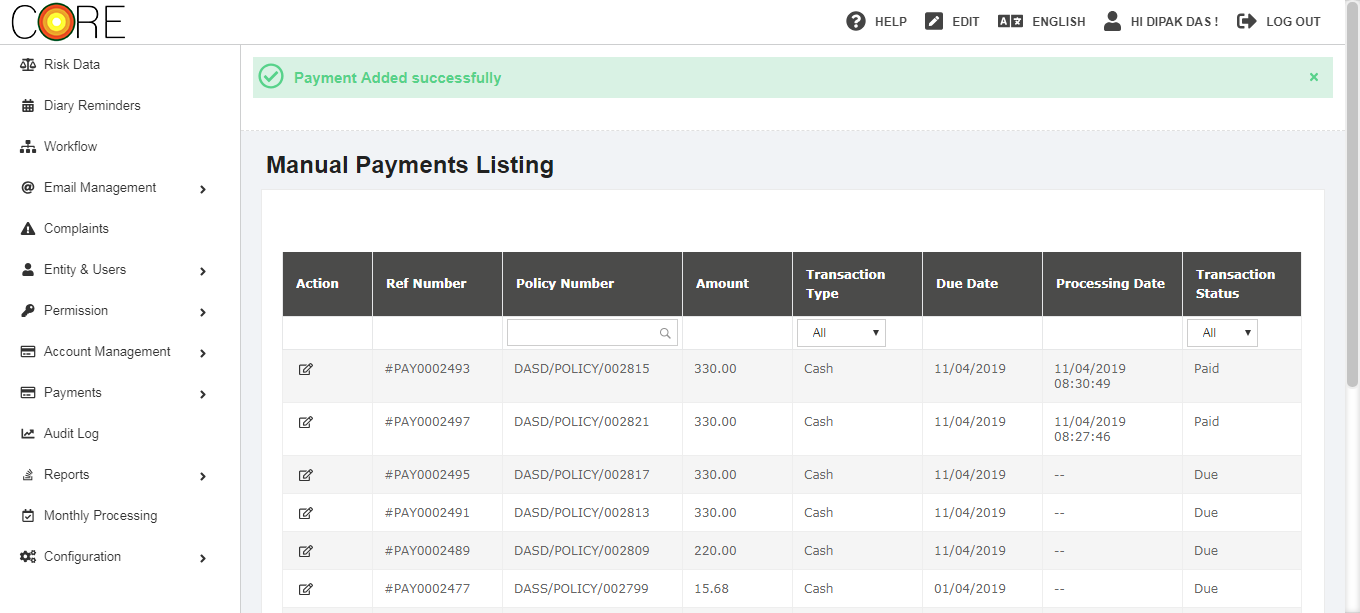 CORE
HELP EDIT ENGLISH HI DIPAK DAS ! LOG OUT
Risk Data
Diary Reminders
Workflow
Email Management
Complaints
Entity & Users
Permission
Account Management
Payments
Audit Log
Reports
Monthly Processing
Configuration
Payment Added successfully ×
Manual Payments Listing
Action Ref Number Policy Number Amount Transaction Type Due Date Processing Date Transaction Status
All All
#PAY0002493 DASD/POLICY/002815 330.00 Cash 11/04/2019 11/04/2019 08:30:49 Paid
#PAY0002497 DASD/POLICY/002821 330.00 Cash 11/04/2019 11/04/2019 08:27:46 Paid
#PAY0002495 DASD/POLICY/002817 330.00 Cash 11/04/2019 -- Due
#PAY0002491 DASD/POLICY/002813 330.00 Cash 11/04/2019 -- Due
#PAY0002489 DASD/POLICY/002809 220.00 Cash 11/04/2019 -- Due
#PAY0002477 DASS/POLICY/002799 15.68 Cash 01/04/2019 -- Due